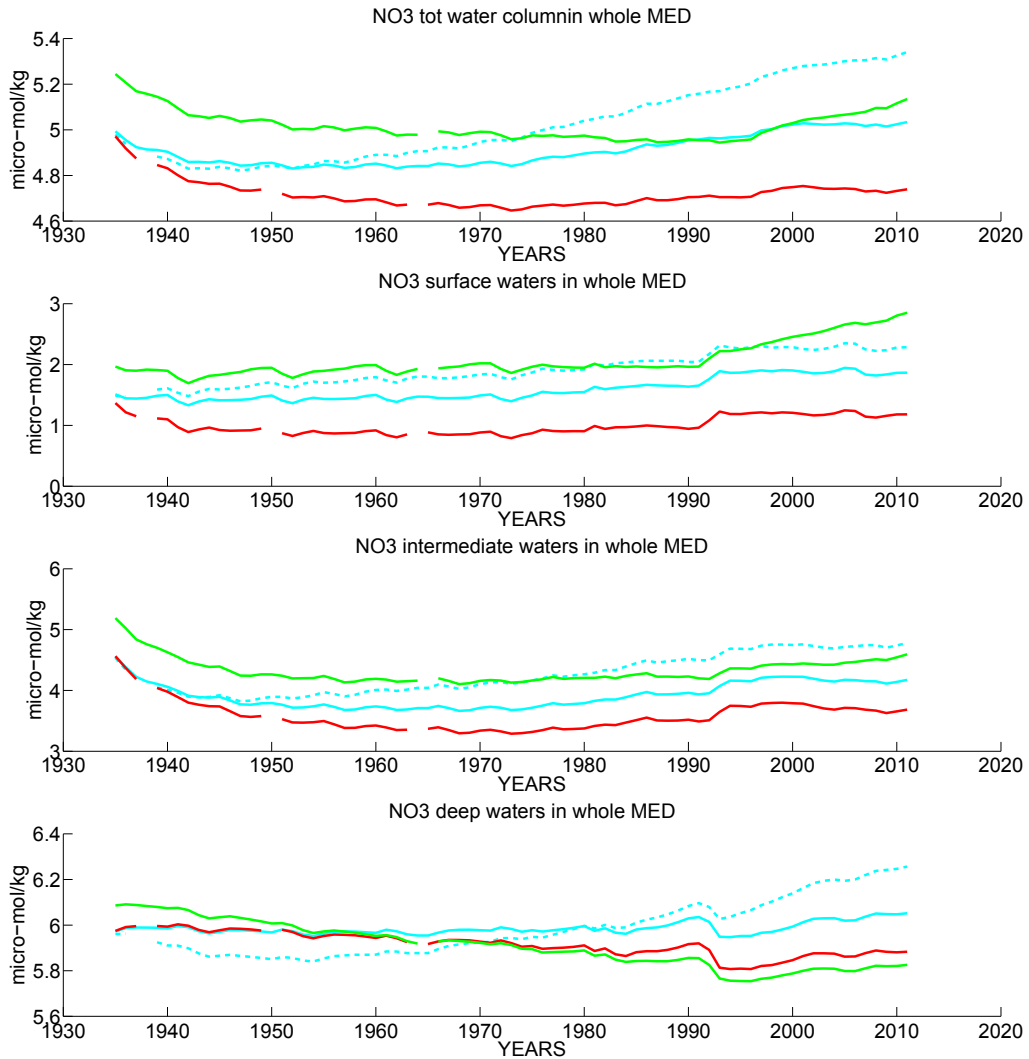 NO3 tot water columnin whole MED
5.4
5.2
5
4.8
4.6
micro-mol/kg
1930 1940 1950 1960 1970 1980 1990 2000 2010 2020
YEARS
NO3 surface waters in whole MED
3
2
1
0
micro-mol/kg
1930 1940 1950 1960 1970 1980 1990 2000 2010 2020
YEARS
NO3 intermediate waters in whole MED
6
5
4
3
micro-mol/kg
1930 1940 1950 1960 1970 1980 1990 2000 2010 2020
YEARS
NO3 deep waters in whole MED
6.4
6.2
6
5.8
5.6
micro-mol/kg
1930 1940 1950 1960 1970 1980 1990 2000 2010 2020
YEARS